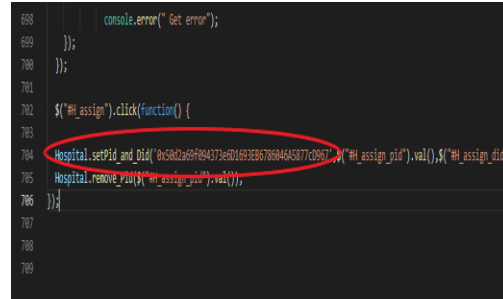 698 console.error(" Get error");
699 });
700 });
701
702 $("#H_assign").click(function() {
703
704 Hospital.setPid_and_Did('0x50d2a69f094373e6D1693EB6786046A5877cD967',$("#H_assign_pid").val(),$("#H_assign_did
705 Hospital.remove_Pid($("#H_assign_pid").val());
706 });
707
708
709